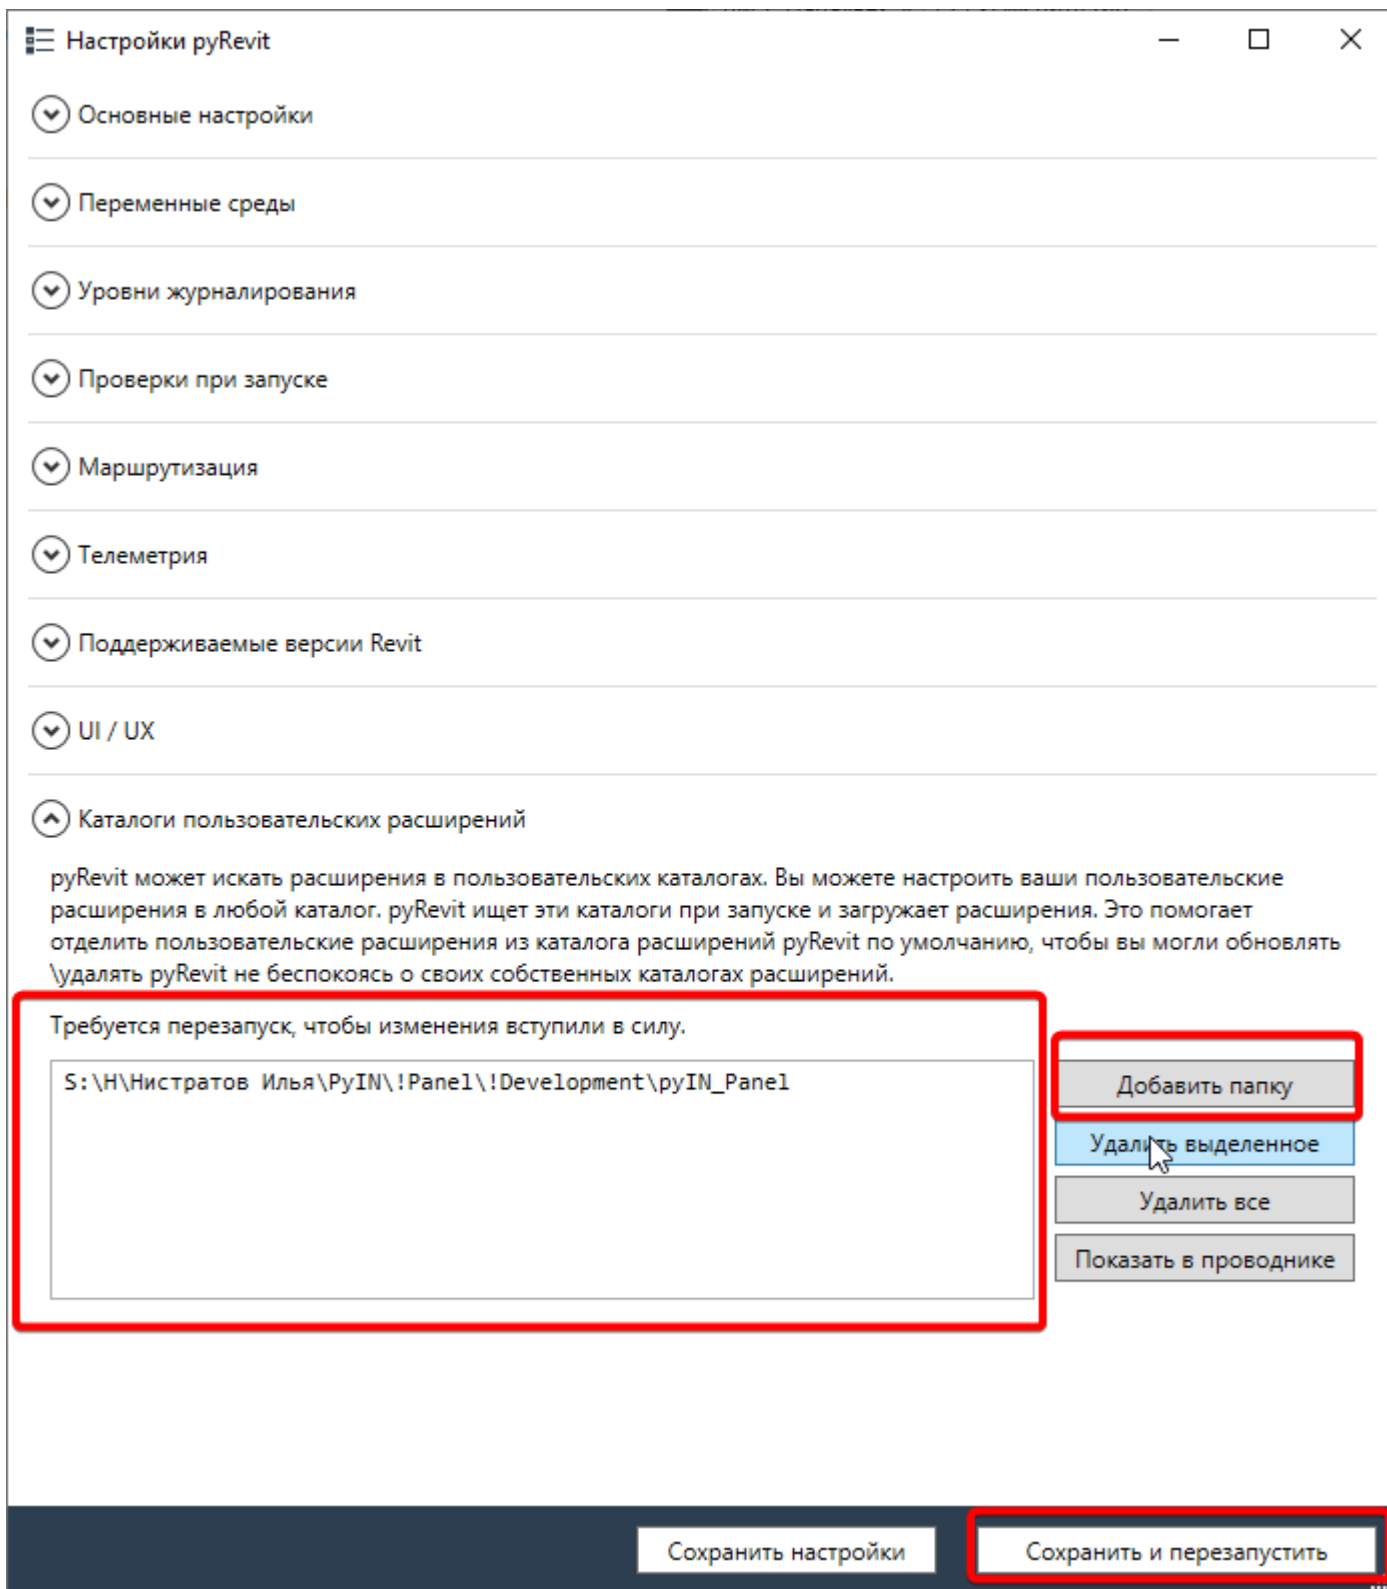 Настройки pyRevit
Основные настройки
Переменные среды
Уровни журналирования
Проверки при запуске
Маршрутизация
Телеметрия
Поддерживаемые версии Revit
UI / UX
Каталоги пользовательских расширений
pyRevit может искать расширения в пользовательских каталогах. Вы можете настроить ваши пользовательские
расширения в любой каталог. pyRevit ищет эти каталоги при запуске и загружает расширения. Это помогает
отделить пользовательские расширения из каталога расширений pyRevit по умолчанию, чтобы вы могли обновлять
\удалять pyRevit не беспокоясь о своих собственных каталогах расширений.
Требуется перезапуск, чтобы изменения вступили в силу.
S:\Н\Нистратов Илья\PyIN\!Panel\!Development\pyIN_Panel
Добавить папку
Удалить выделенное
Удалить все
Показать в проводнике
Сохранить настройки
Сохранить и перезапустить